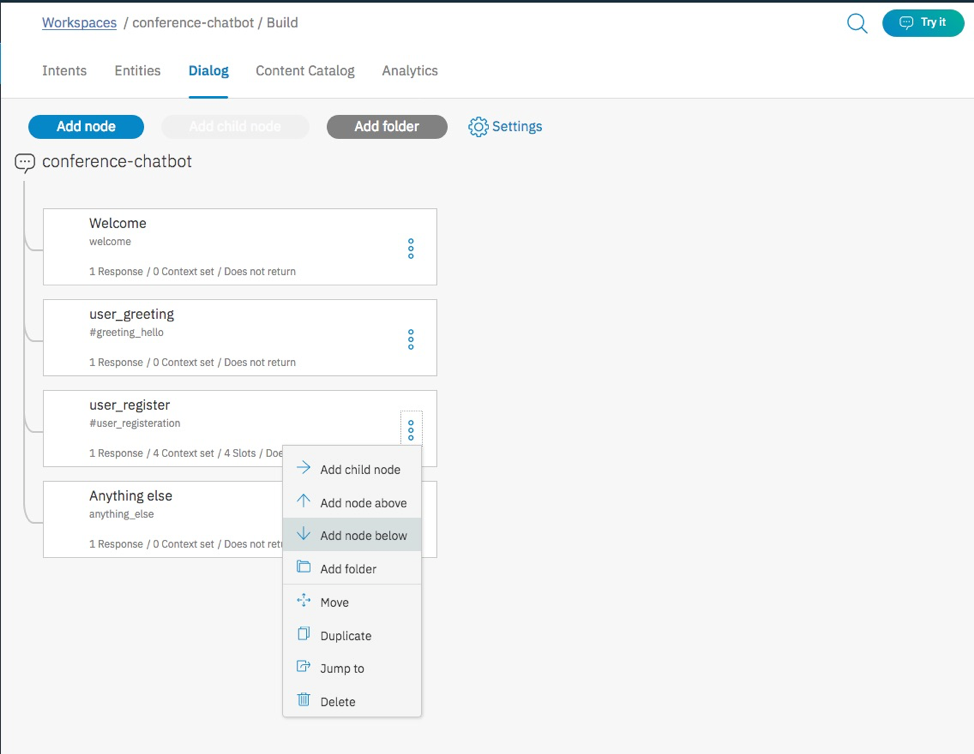 Workspaces / conference-chatbot / Build
Try it
Intents Entities Dialog Content Catalog Analytics
Add node Add child node Add folder Settings
conference-chatbot
Welcome
welcome
1 Response / 0 Context set / Does not return
user_greeting
#greeting_hello
1 Response / 0 Context set / Does not return
user_register
#user_registeration
1 Response / 4 Context set / 4 Slots / Doe
Anything else
anything_else
1 Response / 0 Context set / Does not retu
Add child node
Add node above
Add node below
Add folder
Move
Duplicate
Jump to
Delete